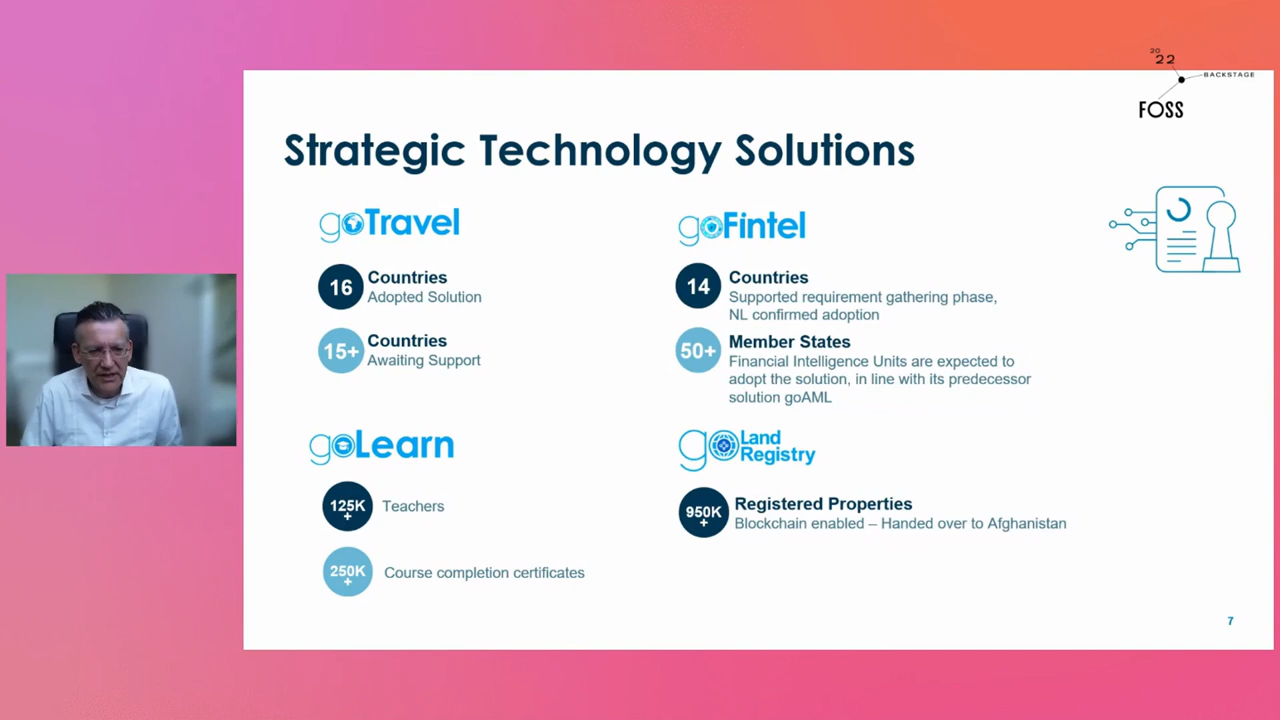 20
22
BACKSTAGE
FOSS
Strategic Technology Solutions
goTravel
16
Countries
Adopted Solution
15+
Countries
Awaiting Support
goFintel
14
Countries
Supported requirement gathering phase,
NL confirmed adoption
50+
Member States
Financial Intelligence Units are expected to
adopt the solution, in line with its predecessor
solution goAML
goLearn
125K
+
Teachers
250K
+
Course completion certificates
go Land
Registry
950K
+
Registered Properties
Blockchain enabled – Handed over to Afghanistan
7